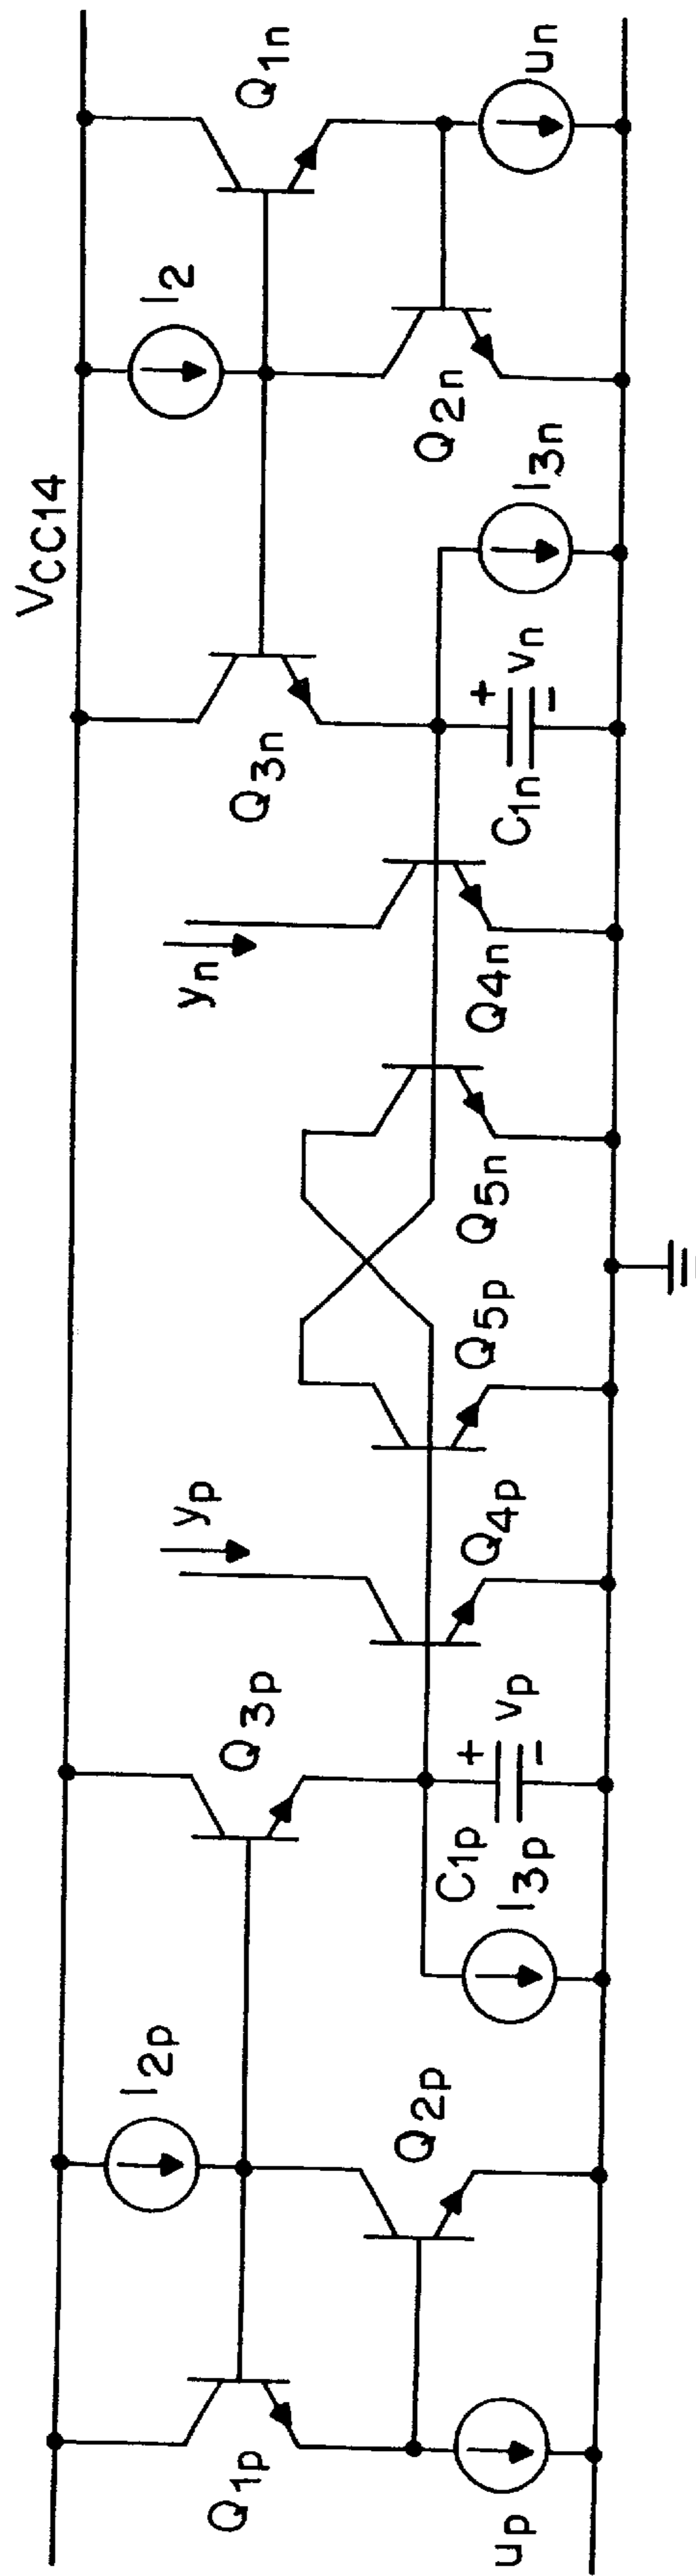 VCC14
Q1p
up
I2p
Q2p
Q3p
I3p
C1p
+
vp
−
yp
Q4p
Q5p
Q5n
Q4n
yn
Q3n
C1n
+
vn
−
I3n
Q2n
I2
Q1n
un